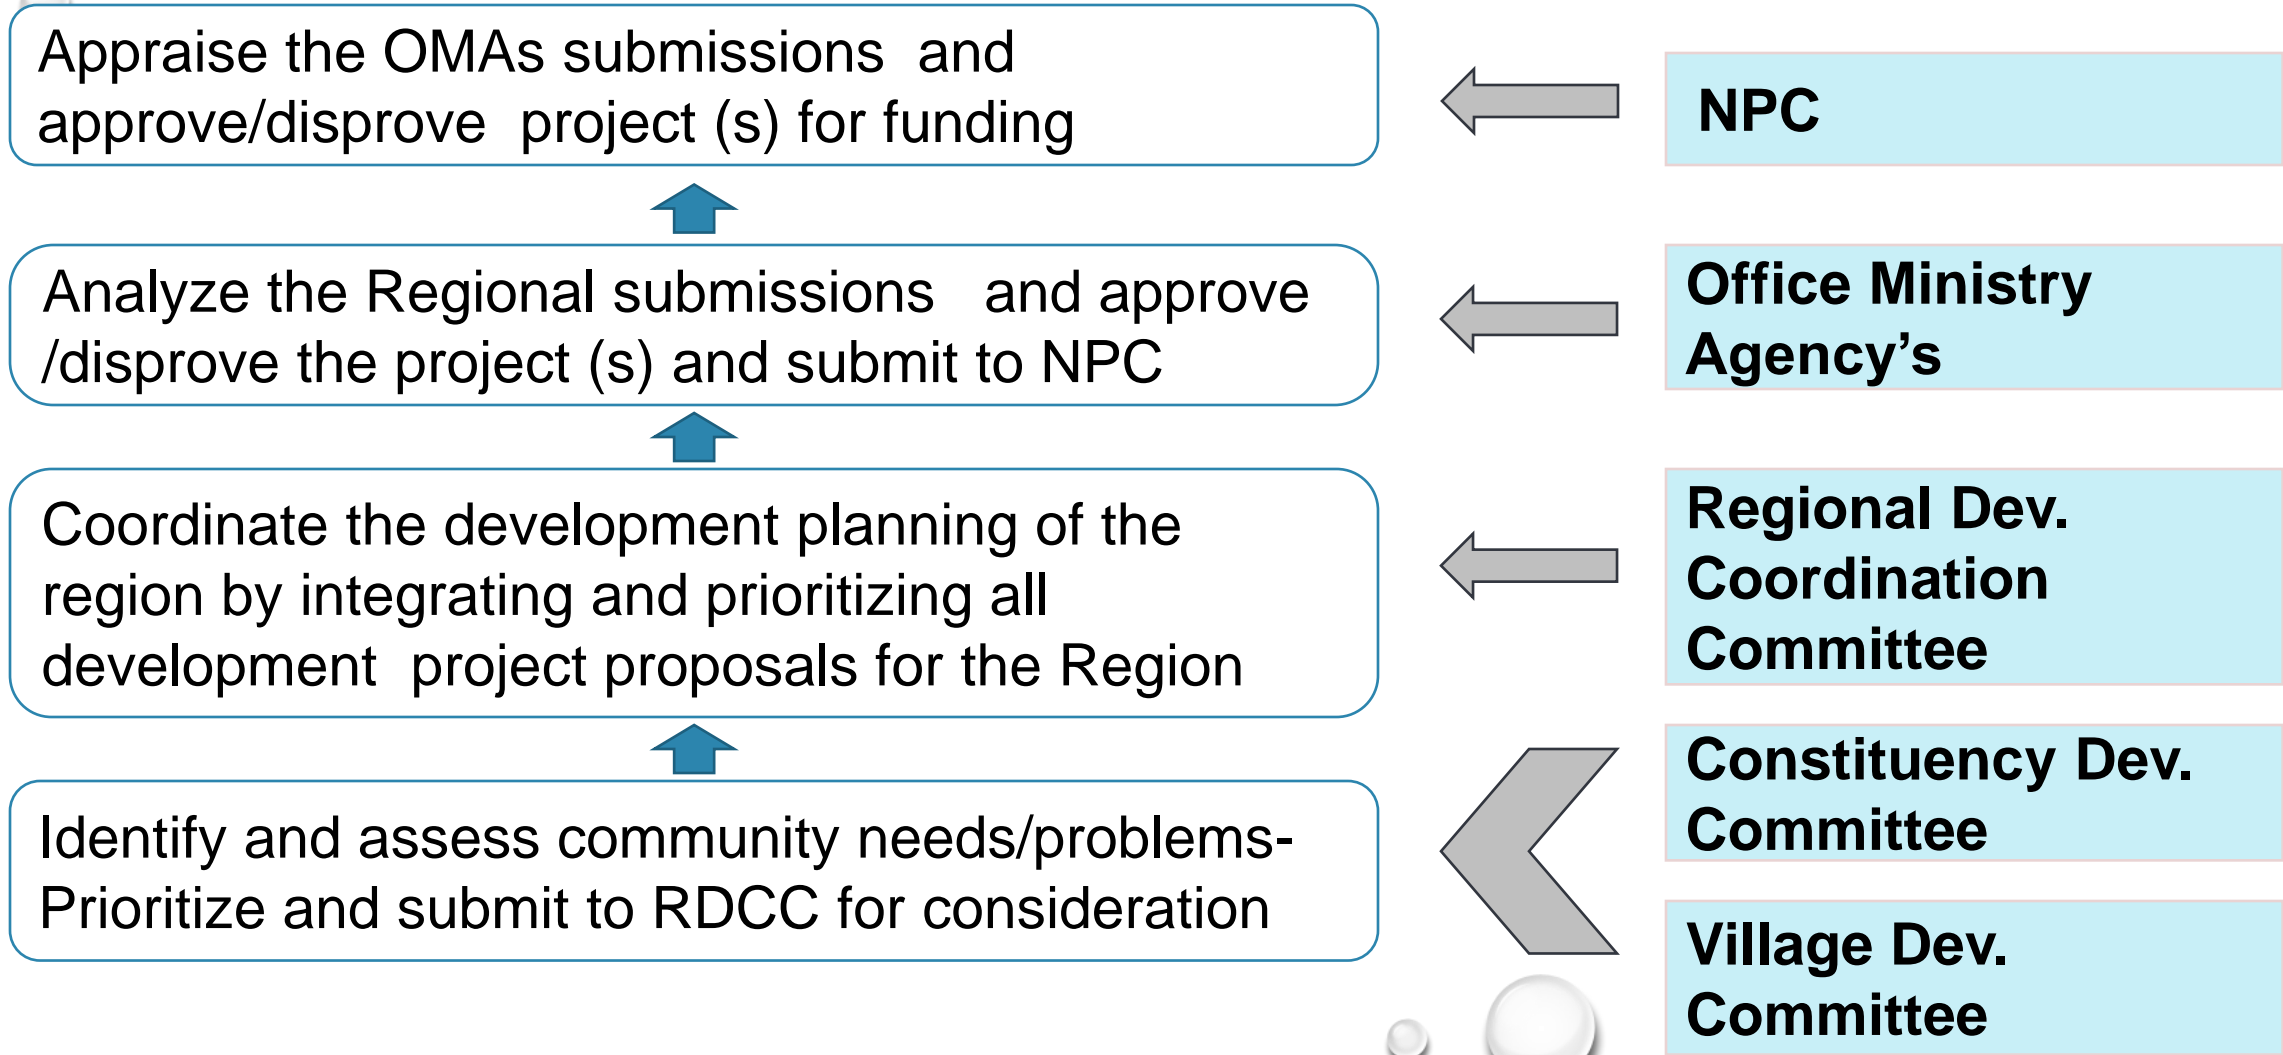 Appraise the OMAs submissions  and
approve/disprove  project (s) for funding
NPC
Analyze the Regional submissions   and approve
/disprove the project (s) and submit to NPC
Office Ministry
Agency’s
Coordinate the development planning of the
region by integrating and prioritizing all
development  project proposals for the Region
Regional Dev.
Coordination
Committee
Identify and assess community needs/problems-
Prioritize and submit to RDCC for consideration
Constituency Dev.
Committee
Village Dev.
Committee